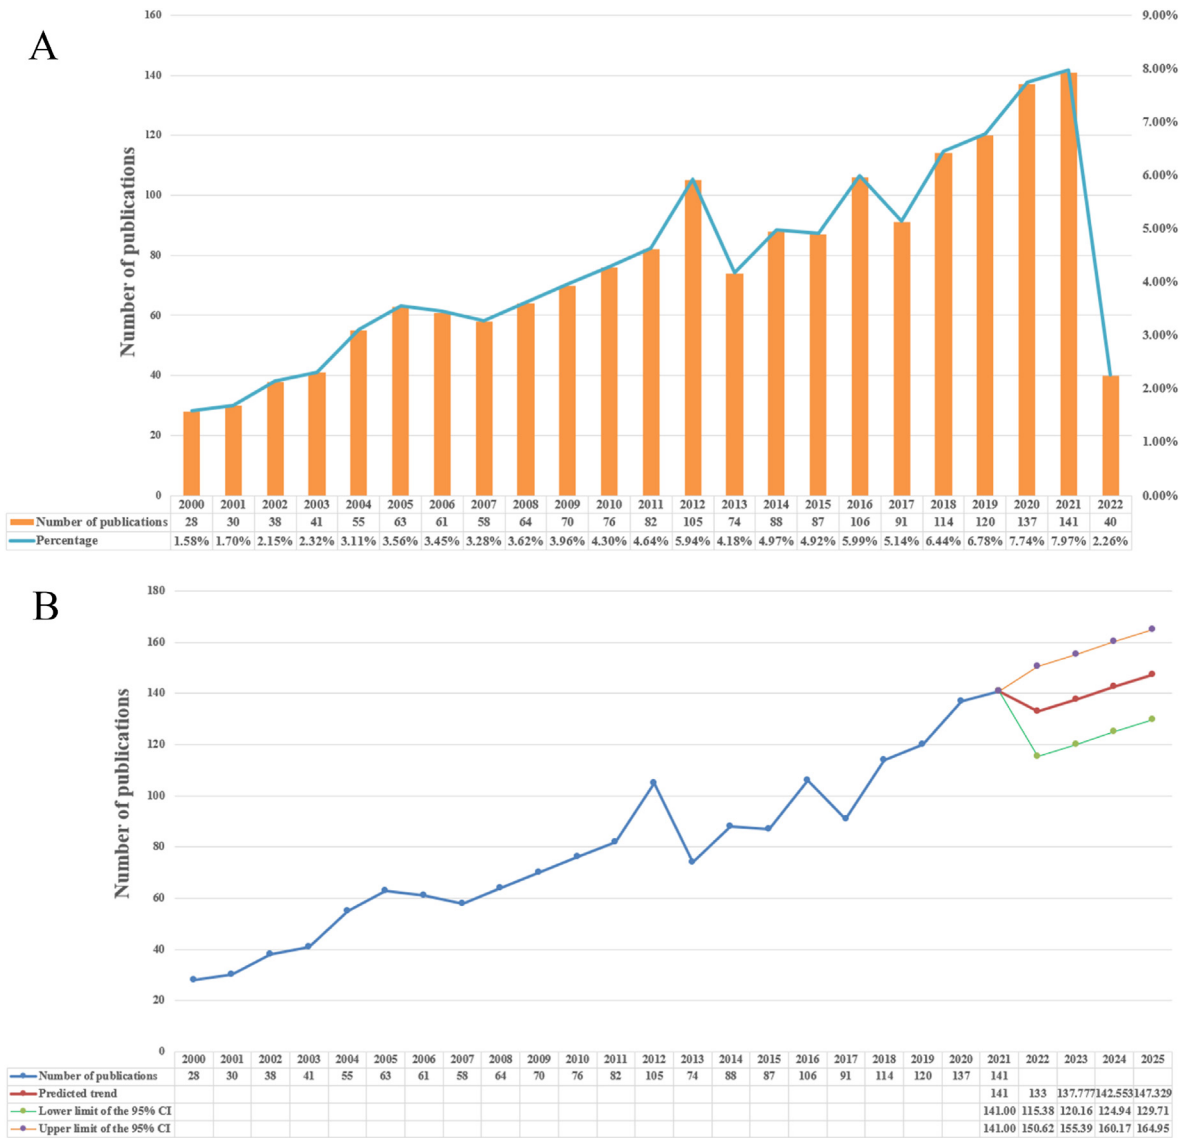 A
160
140
120
100
80
60
40
20
0
Number of publications
9.00%
8.00%
7.00%
6.00%
5.00%
4.00%
3.00%
2.00%
1.00%
0.00%
2000 2001 2002 2003 2004 2005 2006 2007 2008 2009 2010 2011 2012 2013 2014 2015 2016 2017 2018 2019 2020 2021 2022
Number of publications 28 30 38 41 55 63 61 58 64 70 76 82 105 74 88 87 106 91 114 120 137 141 40
Percentage 1.58% 1.70% 2.15% 2.32% 3.11% 3.56% 3.45% 3.28% 3.62% 3.96% 4.30% 4.64% 5.94% 4.18% 4.97% 4.92% 5.99% 5.14% 6.44% 6.78% 7.74% 7.97% 2.26%
B
180
160
140
120
100
80
60
40
20
0
Number of publications
2000 2001 2002 2003 2004 2005 2006 2007 2008 2009 2010 2011 2012 2013 2014 2015 2016 2017 2018 2019 2020 2021 2022 2023 2024 2025
Number of publications 28 30 38 41 55 63 61 58 64 70 76 82 105 74 88 87 106 91 114 120 137 141
Predicted trend 141 133 137.777 142.553 147.329
Lower limit of the 95% CI 141.00 115.38 120.16 124.94 129.71
Upper limit of the 95% CI 141.00 150.62 155.39 160.17 164.95